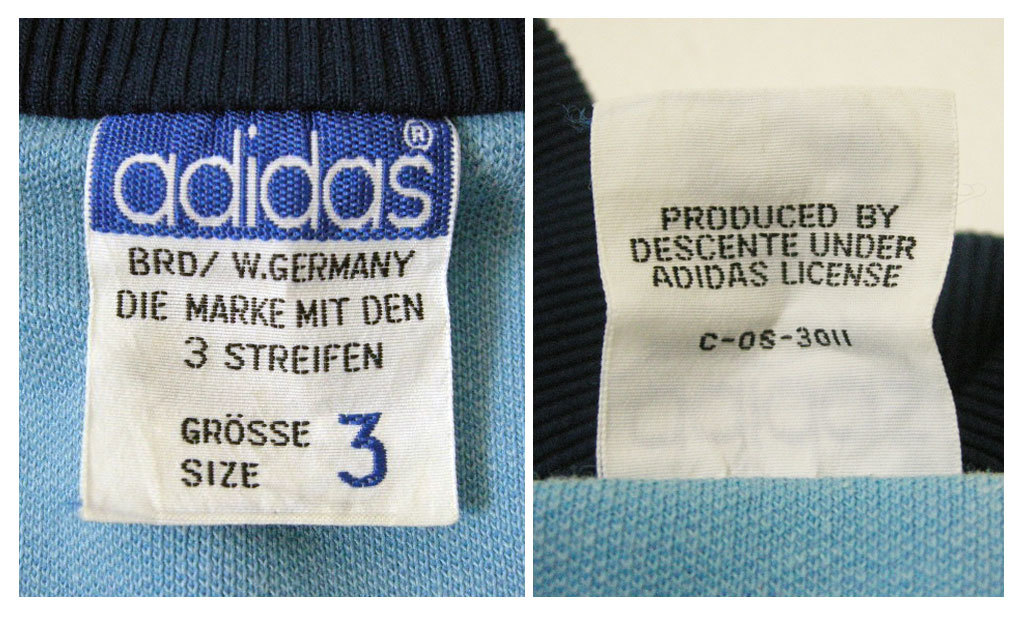 adidas®
BRD/ W.GERMANY
DIE MARKE MIT DEN
3 STREIFEN
GRÖSSE
SIZE
3
PRODUCED BY
DESCENTE UNDER
ADIDAS LICENSE
C-OS-3011